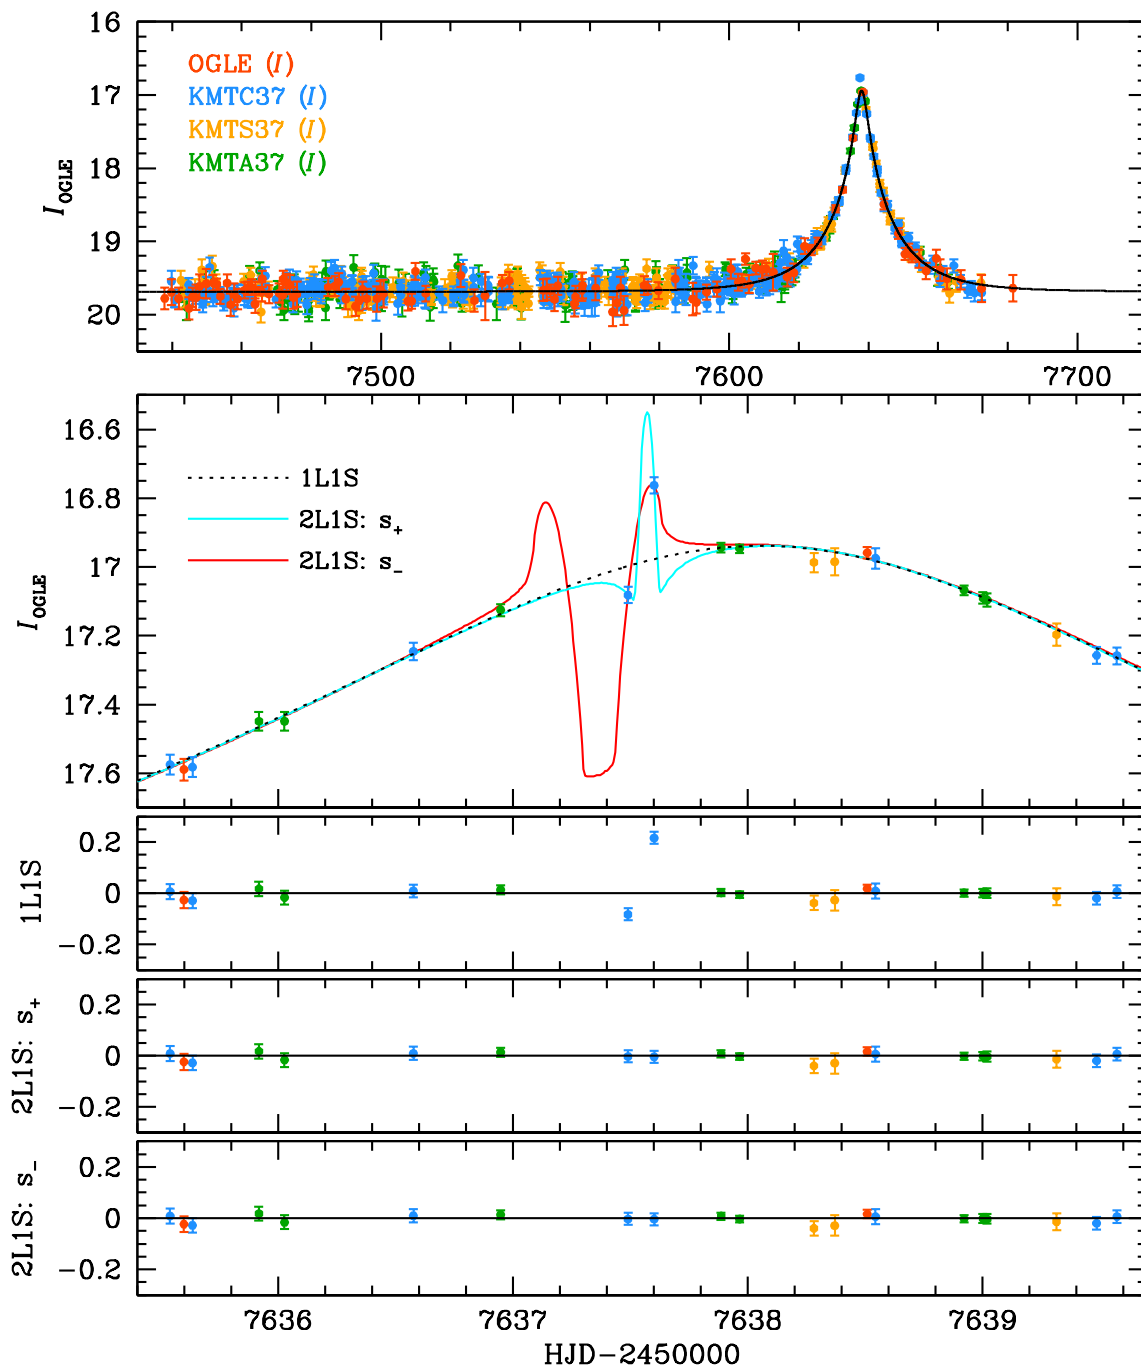 16
17
18
19
20
I_OGLE
OGLE (I)
KMTC37 (I)
KMTS37 (I)
KMTA37 (I)
7500
7600
7700
16.6
16.8
17
17.2
17.4
17.6
I_OGLE
1L1S
2L1S: s₊
2L1S: s₋
0.2
0
−0.2
1L1S
0.2
0
−0.2
2L1S: s₊
0.2
0
−0.2
2L1S: s₋
7636
7637
7638
7639
HJD−2450000